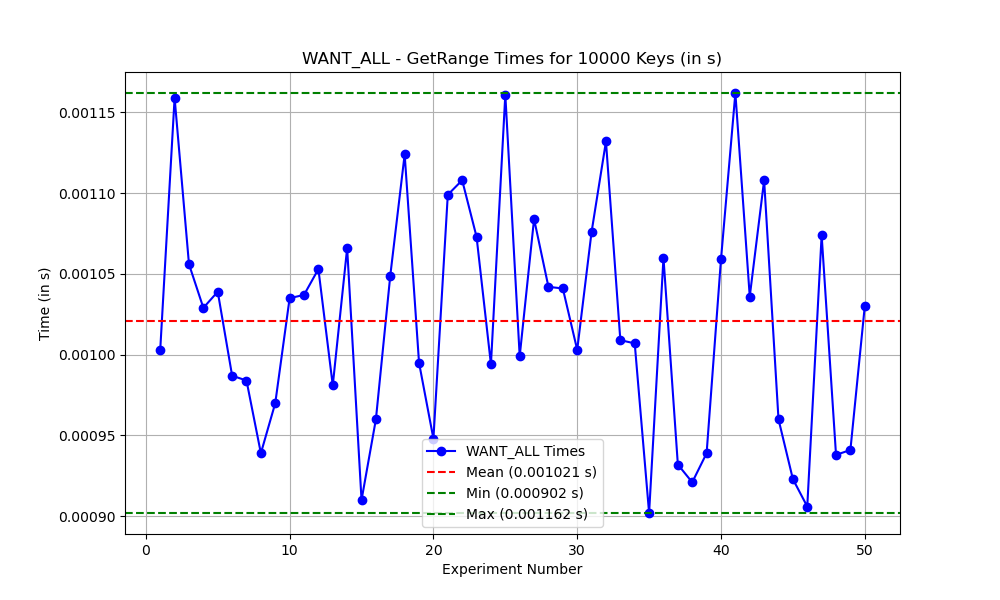 WANT_ALL - GetRange Times for 10000 Keys (in s)
Time (in s)
0.00115
0.00110
0.00105
0.00100
0.00095
0.00090
WANT_ALL Times
Mean (0.001021 s)
Min (0.000902 s)
Max (0.001162 s)
0 10 20 30 40 50
Experiment Number